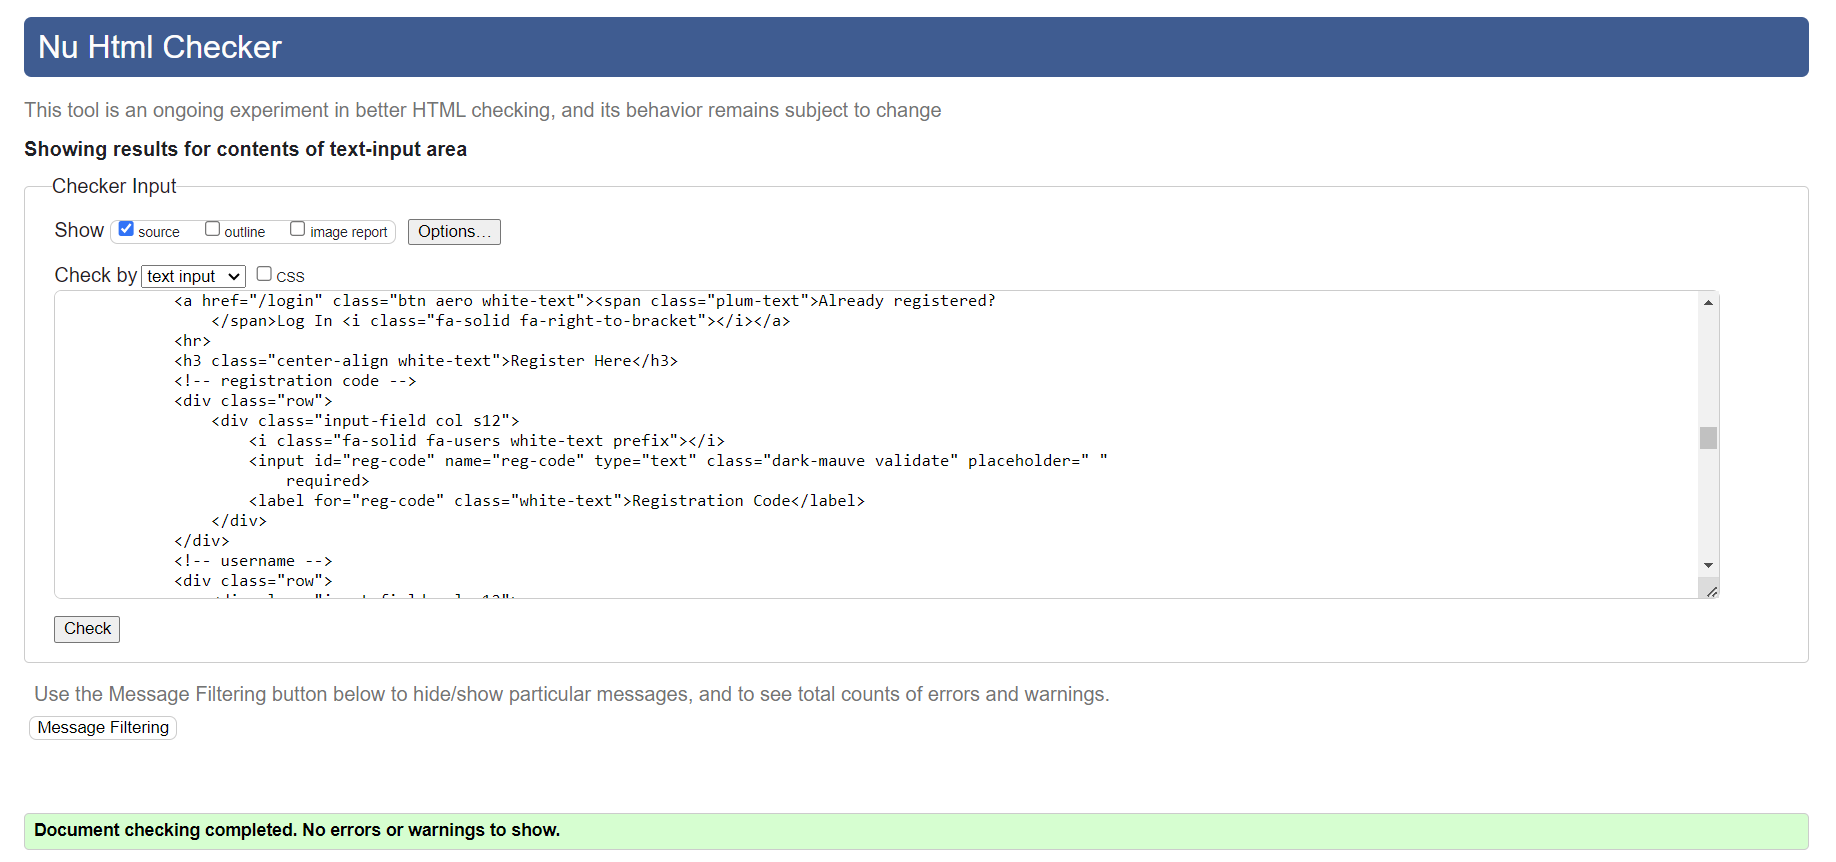 Nu Html Checker
This tool is an ongoing experiment in better HTML checking, and its behavior remains subject to change
Showing results for contents of text-input area
Checker Input
Show source outline image report Options...
Check by text input CSS
<a href="/login" class="btn aero white-text"><span class="plum-text">Already registered?
</span>Log In <i class="fa-solid fa-right-to-bracket"></i></a>
<hr>
<h3 class="center-align white-text">Register Here</h3>
<!-- registration code -->
<div class="row">
<div class="input-field col s12">
<i class="fa-solid fa-users white-text prefix"></i>
<input id="reg-code" name="reg-code" type="text" class="dark-mauve validate" placeholder=" "
required>
<label for="reg-code" class="white-text">Registration Code</label>
</div>
</div>
<!-- username -->
<div class="row">
Check
Use the Message Filtering button below to hide/show particular messages, and to see total counts of errors and warnings.
Message Filtering
Document checking completed. No errors or warnings to show.